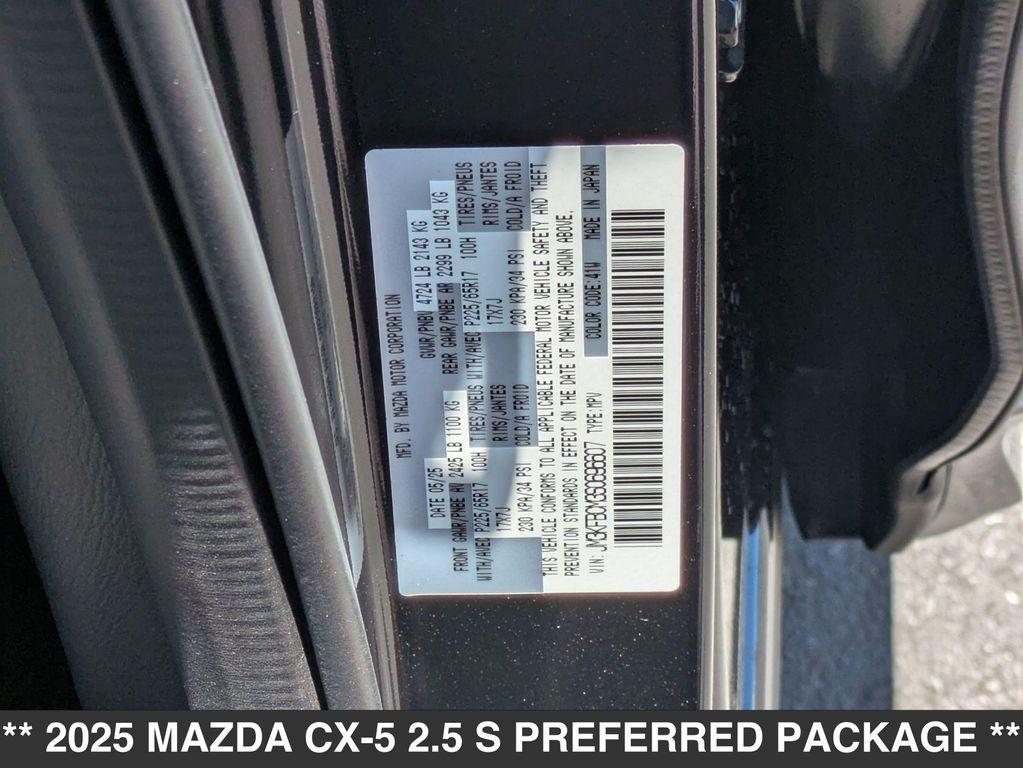 MFD. BY MAZDA MOTOR CORPORATION
DATE 05/25 GVWR/PNBV 4724 LB 2143 KG
FRONT GAWR/PNBE AV 2425 LB 1100 KG REAR GAWR/PNBE AR 2299 LB 1043 KG
WITH/AVEC P225/65R17 100H TIRES/PNEUS WITH/AVEC P225/65R17 100H TIRES/PNEUS
17X7J RIMS/JANTES 17X7J RIMS/JANTES
230 KPA/34 PSI COLD/A FROID 230 KPA/34 PSI COLD/A FROID
THIS VEHICLE CONFORMS TO ALL APPLICABLE FEDERAL MOTOR VEHICLE SAFETY AND THEFT
PREVENTION STANDARDS IN EFFECT ON THE DATE OF MANUFACTURE SHOWN ABOVE.
VIN: JM3KFBCM3S0696607 TYPE:MPV COLOR CODE:41W MADE IN JAPAN
** 2025 MAZDA CX-5 2.5 S PREFERRED PACKAGE **